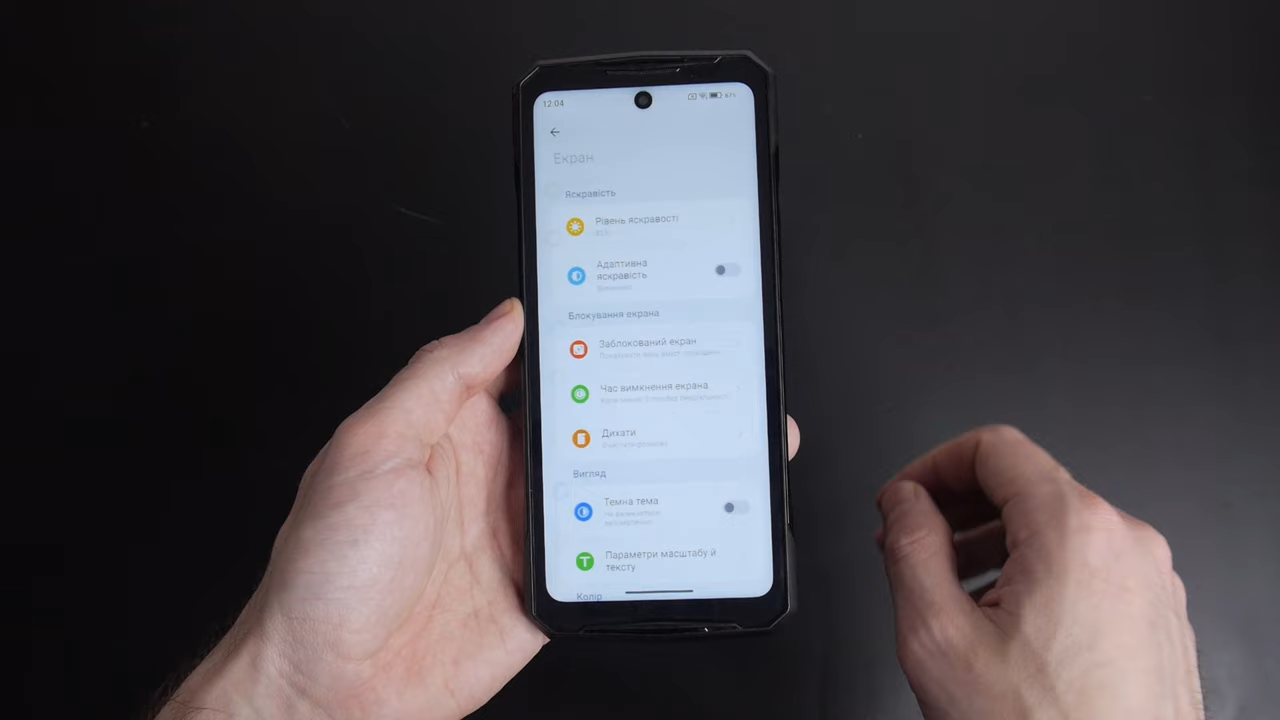 12:04
Екран
Яскравість
Рівень яскравості
Адаптивна
яскравість
Вимкнено
Блокування екрана
Заблокований екран
Час вимкнення екрана
Дихати
Вигляд
Темна тема
Параметри масштабу й
тексту
Колір